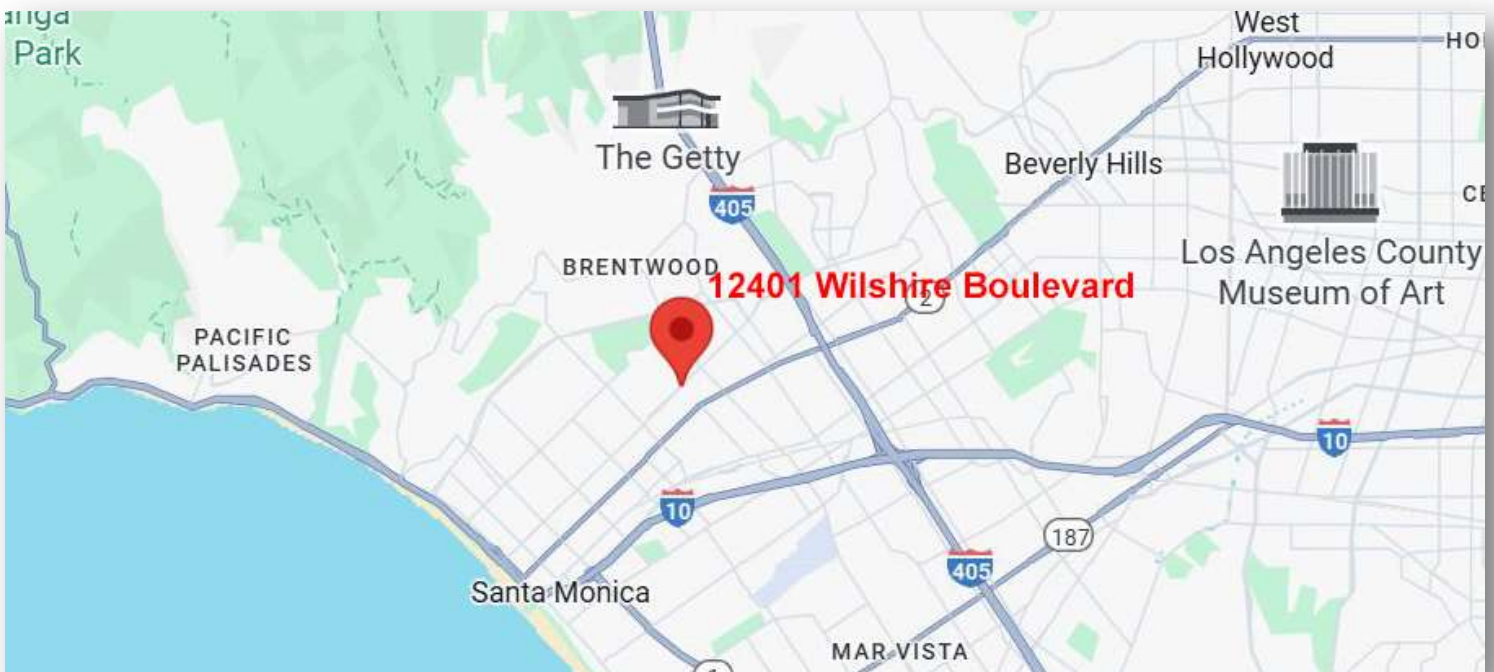 Park
West
Hollywood
The Getty
Beverly Hills
405
BRENTWOOD
12401 Wilshire Boulevard
2
Los Angeles County
Museum of Art
PACIFIC
PALISADES
10
10
187
405
Santa Monica
MAR VISTA
1